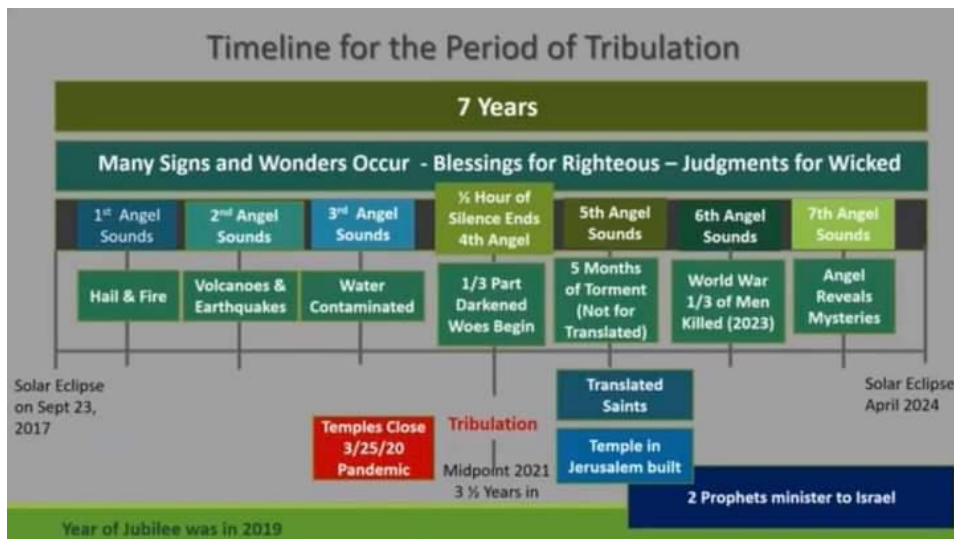 Timeline for the Period of Tribulation
7 Years
Many Signs and Wonders Occur - Blessings for Righteous – Judgments for Wicked
1st Angel
Sounds
2nd Angel
Sounds
3rd Angel
Sounds
½ Hour of
Silence Ends
4th Angel
5th Angel
Sounds
6th Angel
Sounds
7th Angel
Sounds
Hail & Fire
Volcanoes &
Earthquakes
Water
Contaminated
1/3 Part
Darkened
Woes Begin
5 Months
of Torment
(Not for
Translated)
World War
1/3 of Men
Killed (2023)
Angel
Reveals
Mysteries
Solar Eclipse
on Sept 23,
2017
Temples Close
3/25/20
Pandemic
Tribulation
Midpoint 2021
3 ½ Years in
Translated
Saints
Temple in
Jerusalem built
Solar Eclipse
April 2024
2 Prophets minister to Israel
Year of Jubilee was in 2019